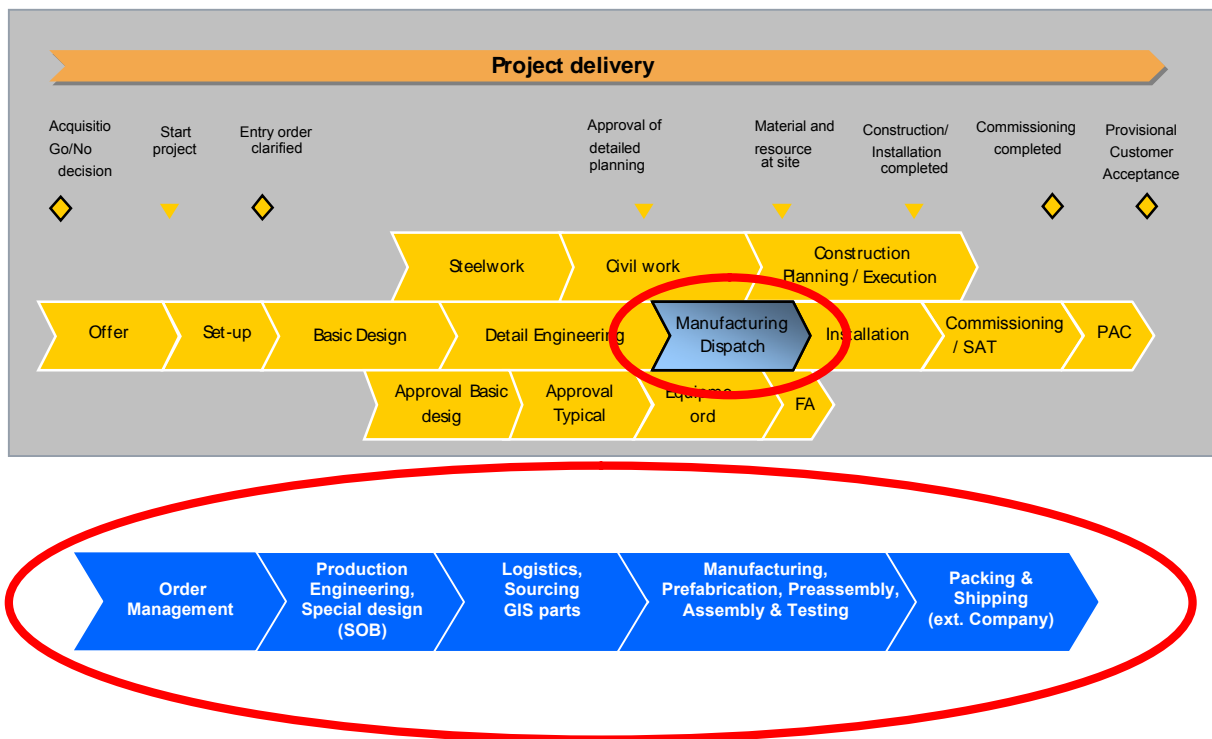 Project delivery
Acquisitio
Go/No
decision
Start
project
Entry order
clarified
Approval of
detailed
planning
Material and
resource
at site
Construction/
Installation
completed
Commissioning
completed
Provisional
Customer
Acceptance
Steelwork
Civil work
Construction
Planning / Execution
Offer
Set-up
Basic Design
Detail Engineering
Manufacturing
Dispatch
Installation
Commissioning
/ SAT
PAC
Approval Basic
desig
Approval
Typical
Equipme
ord
FA
Order
Management
Production
Engineering,
Special design
(SOB)
Logistics,
Sourcing
GIS parts
Manufacturing,
Prefabrication, Preassembly,
Assembly & Testing
Packing &
Shipping
(ext. Company)